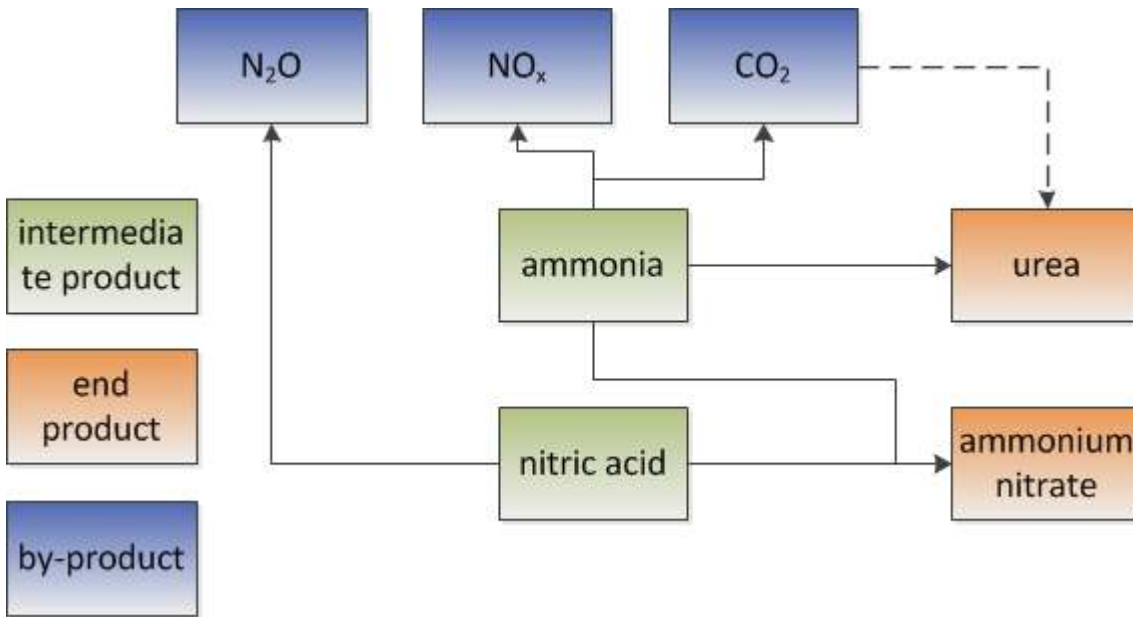 N₂O
NOₓ
CO₂
intermedia
te product
ammonia
urea
end
product
nitric acid
ammonium
nitrate
by-product